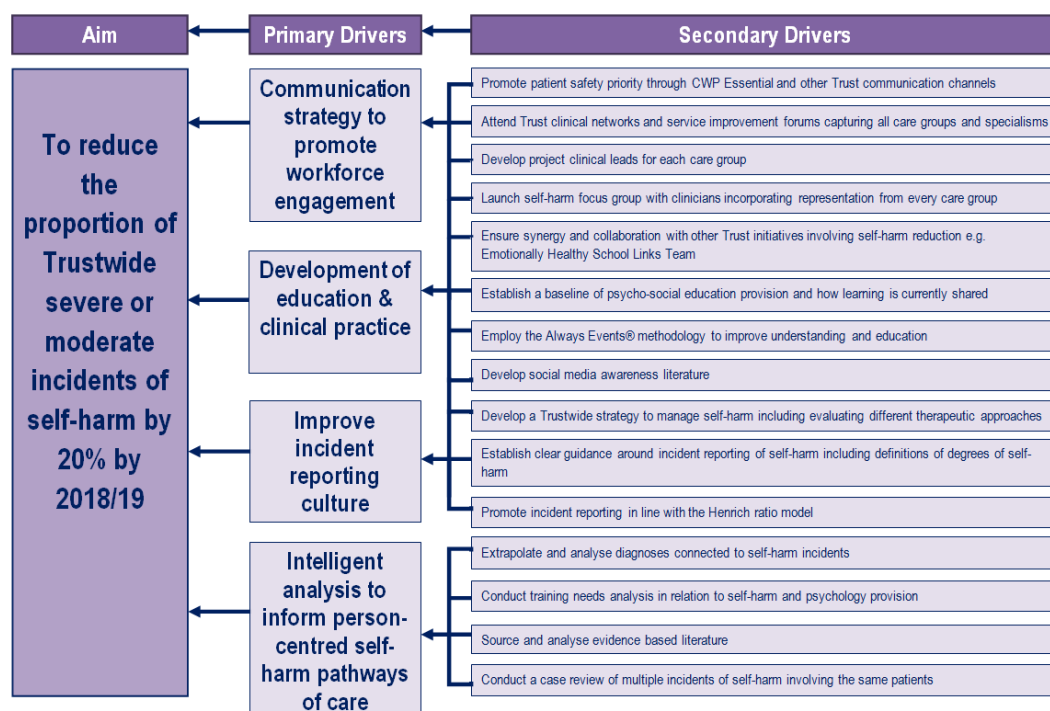 Aim
Primary Drivers
Secondary Drivers
To reduce
the
proportion of
Trustwide
severe or
moderate
incidents of
self-harm by
20% by
2018/19
Communication
strategy to
promote
workforce
engagement
Development of
education &
clinical practice
Improve
incident
reporting
culture
Intelligent
analysis to
inform person-
centred self-
harm pathways
of care
Promote patient safety priority through CWP Essential and other Trust communication channels
Attend Trust clinical networks and service improvement forums capturing all care groups and specialisms
Develop project clinical leads for each care group
Launch self-harm focus group with clinicians incorporating representation from every care group
Ensure synergy and collaboration with other Trust initiatives involving self-harm reduction e.g.
Emotionally Healthy School Links Team
Establish a baseline of psycho-social education provision and how learning is currently shared
Employ the Always Events® methodology to improve understanding and education
Develop social media awareness literature
Develop a Trustwide strategy to manage self-harm including evaluating different therapeutic approaches
Establish clear guidance around incident reporting of self-harm including definitions of degrees of self-
harm
Promote incident reporting in line with the Henrich ratio model
Extrapolate and analyse diagnoses connected to self-harm incidents
Conduct training needs analysis in relation to self-harm and psychology provision
Source and analyse evidence based literature
Conduct a case review of multiple incidents of self-harm involving the same patients